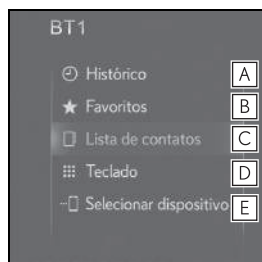 BT1
Histórico A
Favoritos B
Lista de contatos C
Teclado D
Selecionar dispositivo E